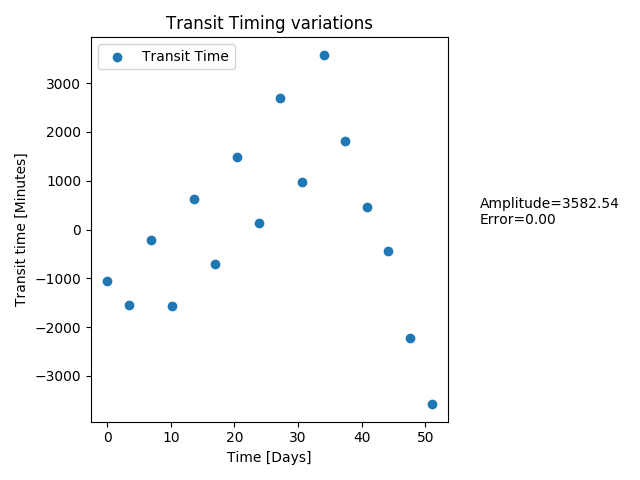 Transit Timing variations
Transit Time
3000
2000
1000
0
−1000
−2000
−3000
Transit time [Minutes]
0 10 20 30 40 50
Time [Days]
Amplitude=3582.54
Error=0.00